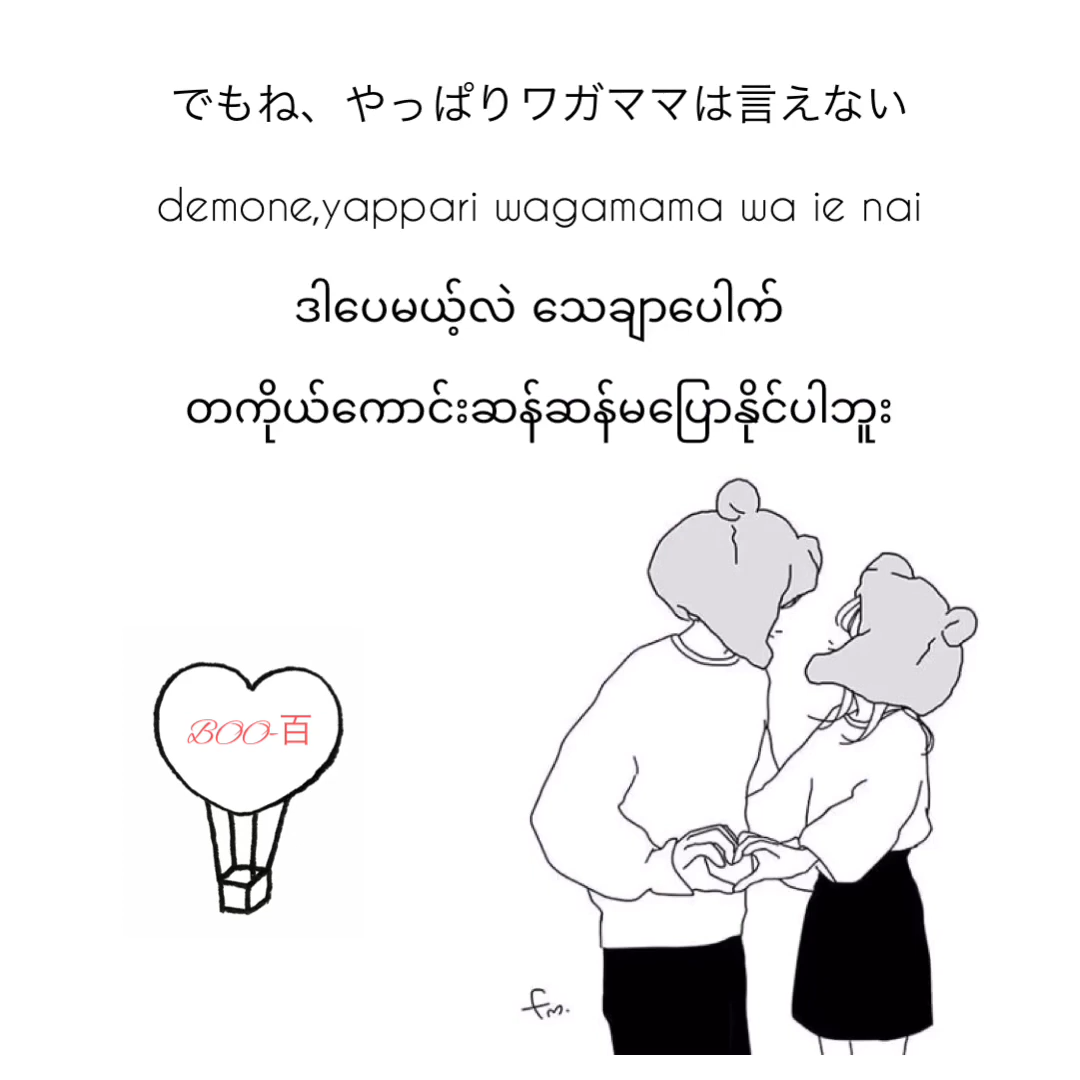 でもね、やっぱりワガママは言えない
demone,yappari wagamama wa ie nai
ဒါပေမယ့်လဲ သေချာပေါက်
တကိုယ်ကောင်းဆန်ဆန်မပြောနိုင်ပါဘူး
BOO-百
fm.